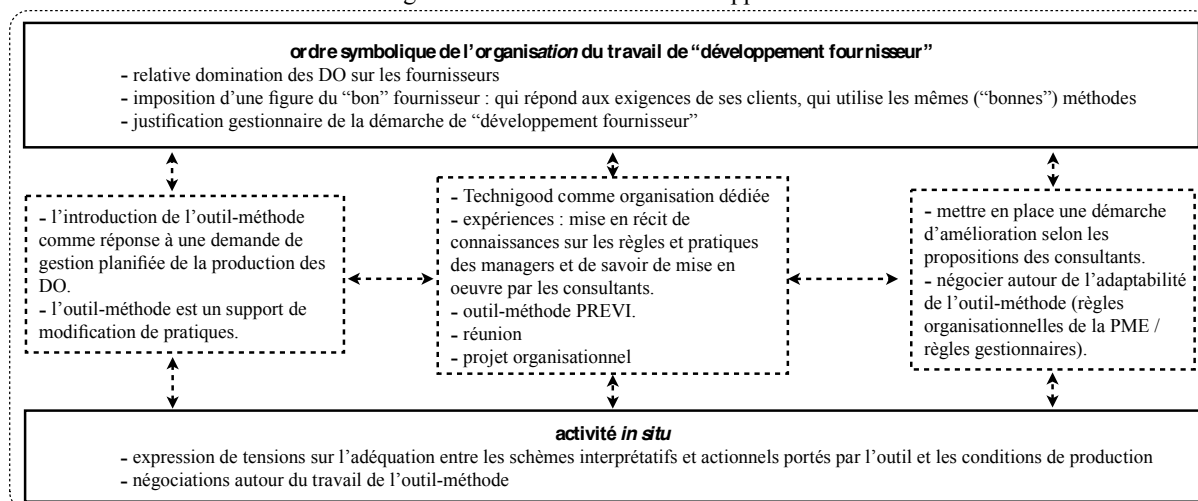 ordre symbolique de l'organisation du travail de “développement fournisseur”
- relative domination des DO sur les fournisseurs
- imposition d'une figure du “bon” fournisseur : qui répond aux exigences de ses clients, qui utilise les mêmes (“bonnes”) méthodes
- justification gestionnaire de la démarche de “développement fournisseur”
- l'introduction de l'outil-méthode
comme réponse à une demande de
gestion planifiée de la production des
DO.
- l'outil-méthode est un support de
modification de pratiques.
- Technigood comme organisation dédiée
- expériences : mise en récit de
connaissances sur les règles et pratiques
des managers et de savoir de mise en
oeuvre par les consultants.
- outil-méthode PREVI.
- réunion
- projet organisationnel
- mettre en place une démarche
d'amélioration selon les
propositions des consultants.
- négocier autour de l'adaptabilité
de l'outil-méthode (règles
organisationnelles de la PME /
règles gestionnaires).
activité in situ
- expression de tensions sur l'adéquation entre les schèmes interprétatifs et actionnels portés par l'outil et les conditions de production
- négociations autour du travail de l'outil-méthode